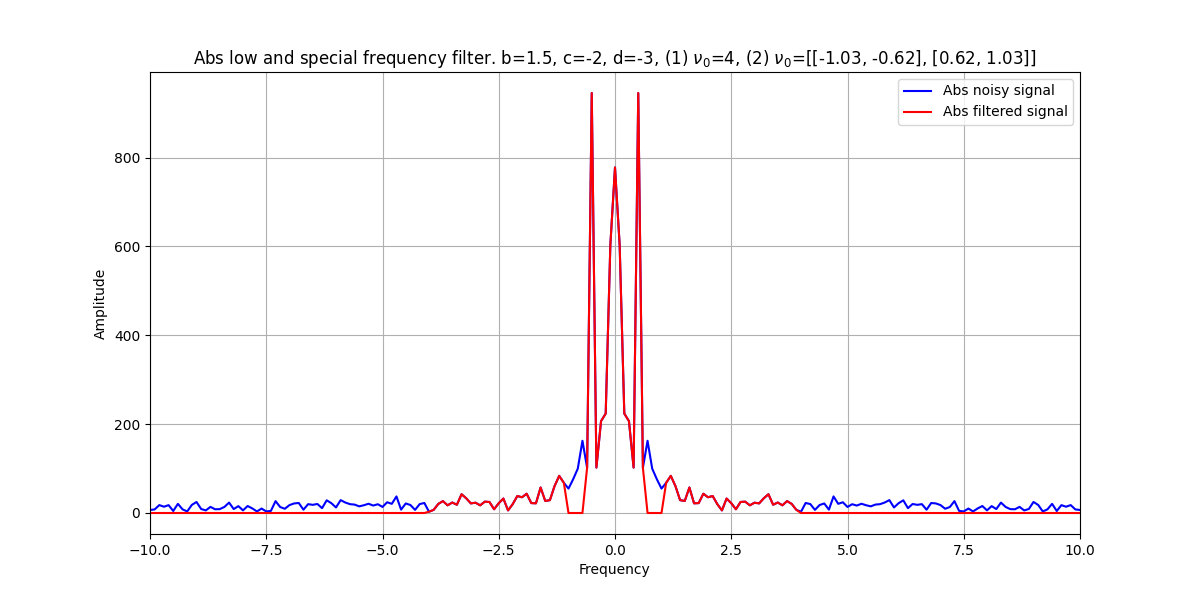 Abs low and special frequency filter. b=1.5, c=-2, d=-3, (1) ν₀=4, (2) ν₀=[[-1.03, -0.62], [0.62, 1.03]]
Abs noisy signal
Abs filtered signal
Amplitude
800
600
400
200
0
−10.0 −7.5 −5.0 −2.5 0.0 2.5 5.0 7.5 10.0
Frequency